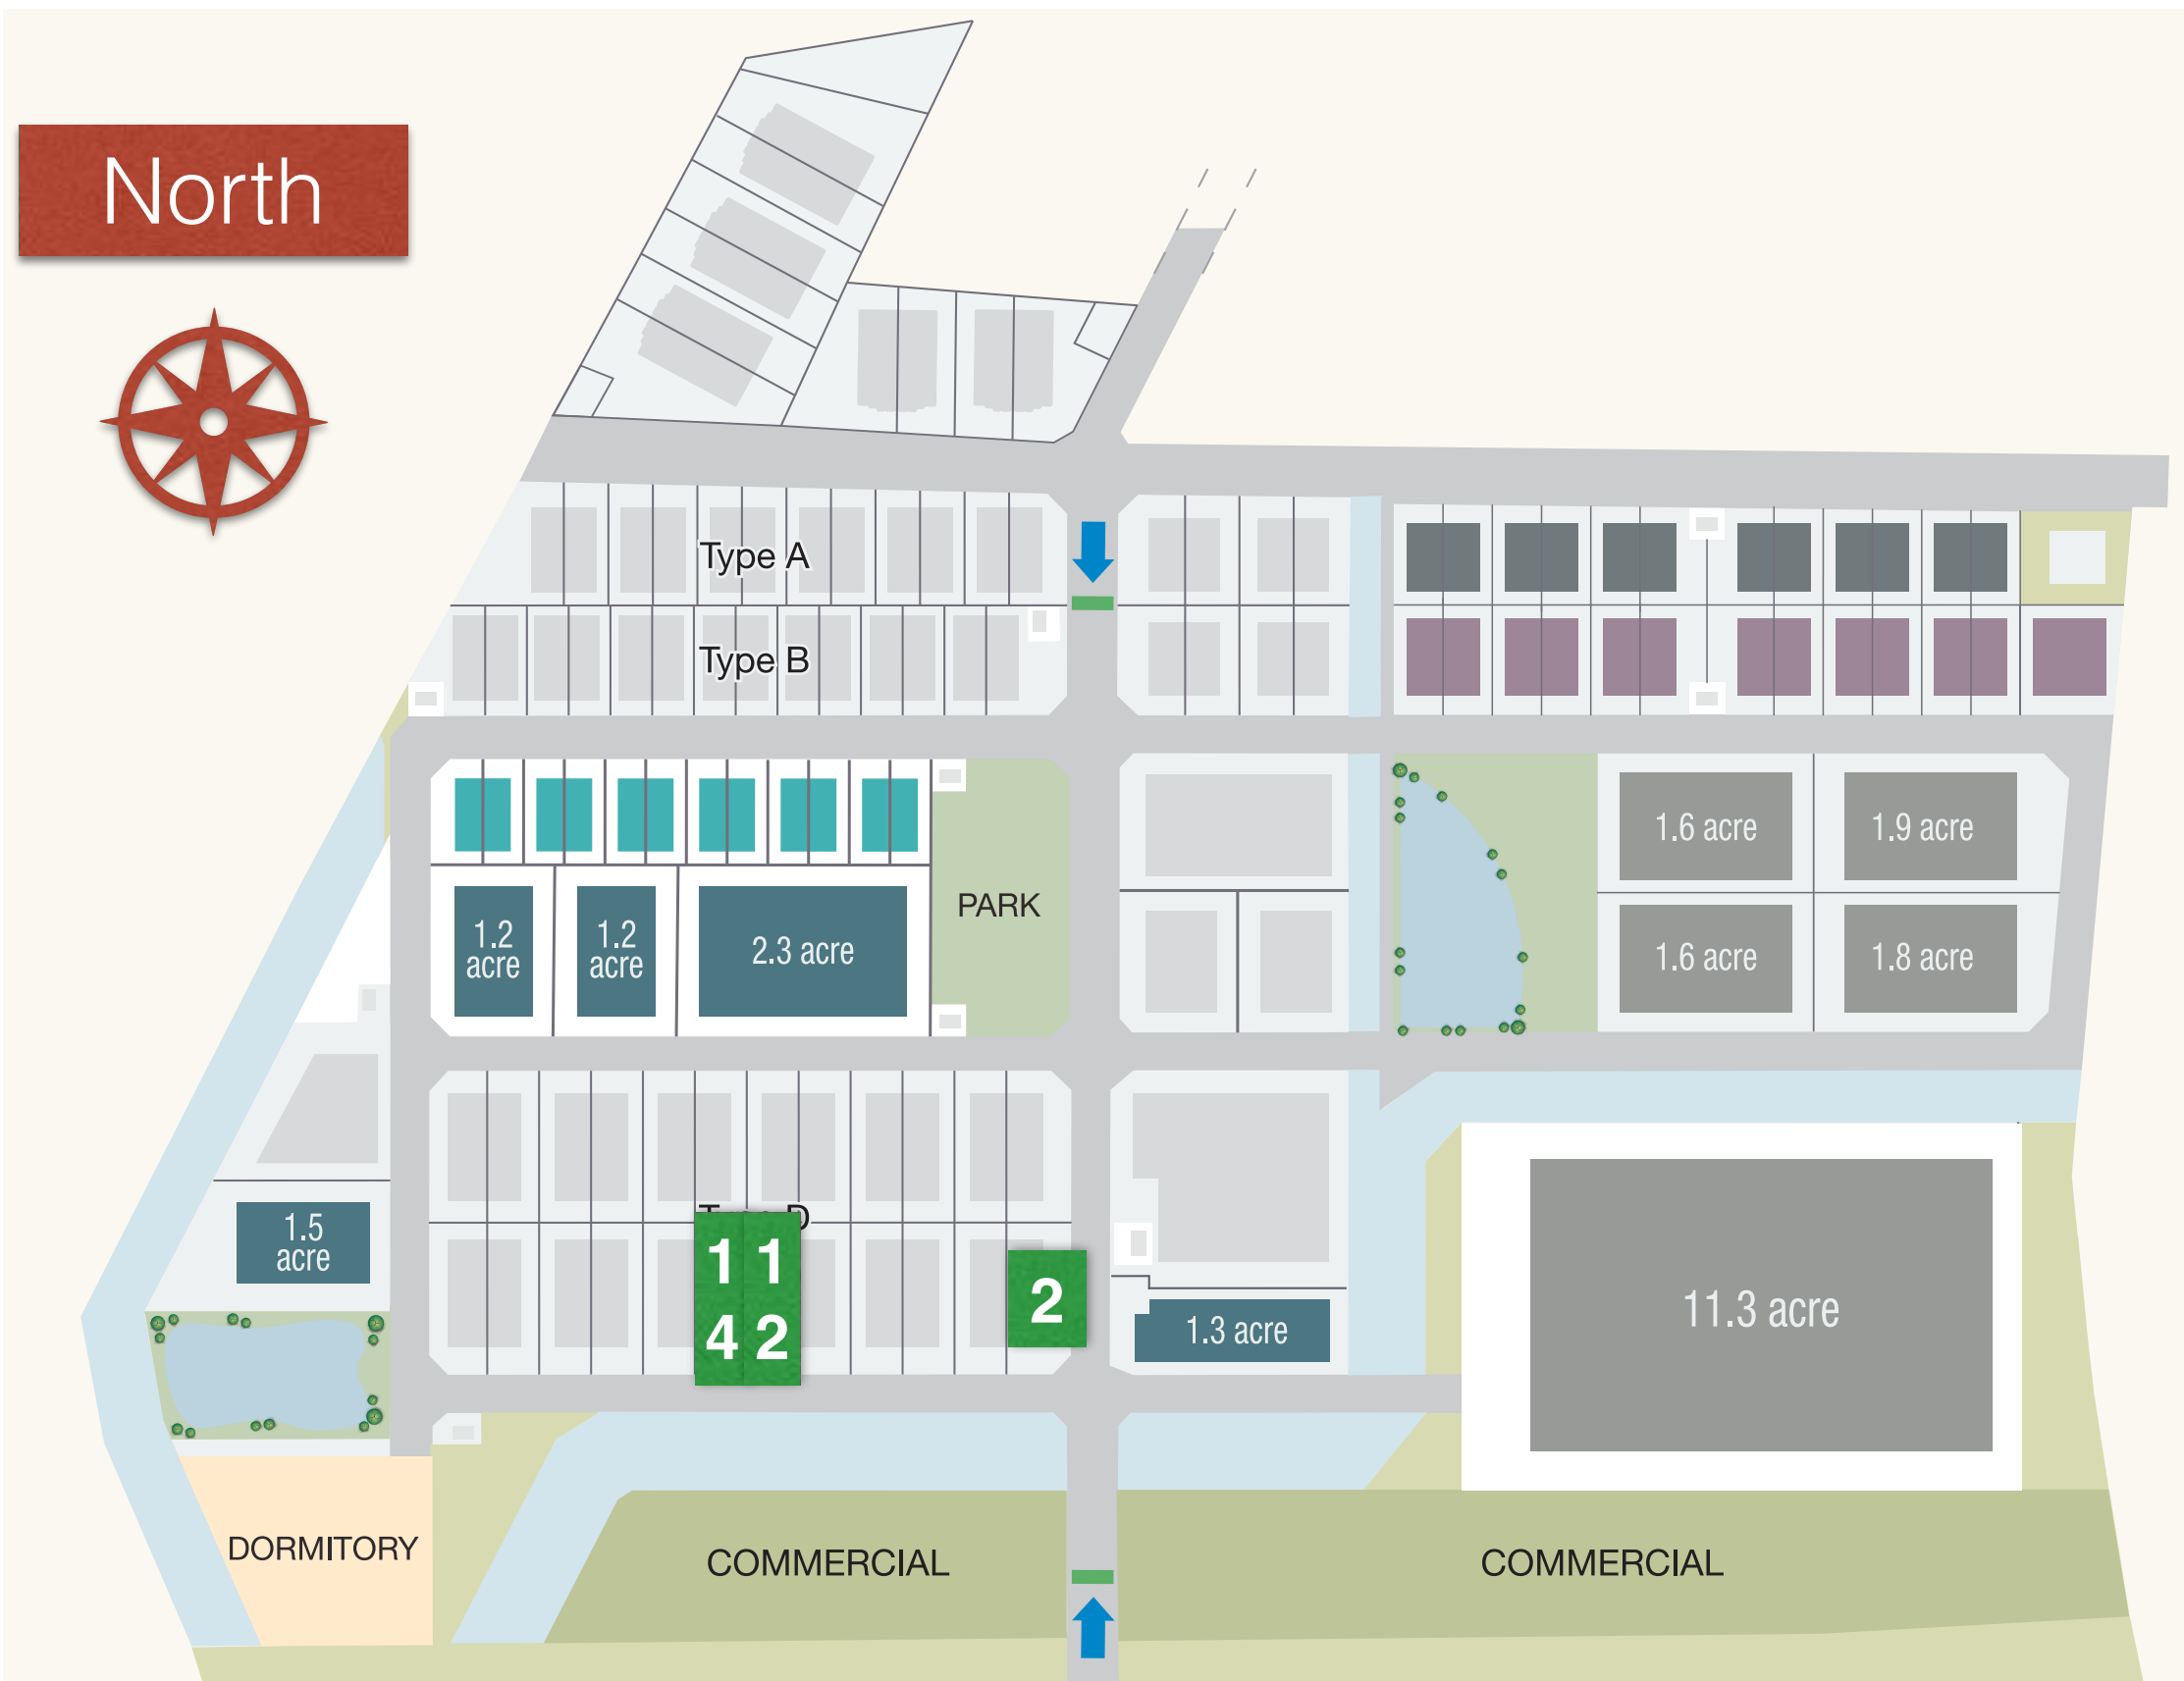 North
Type A
Type B
1.2
acre
1.2
acre
2.3 acre
PARK
1.6 acre
1.9 acre
1.6 acre
1.8 acre
1.5
acre
D
1 1
4 2
2
1.3 acre
11.3 acre
DORMITORY
COMMERCIAL
COMMERCIAL